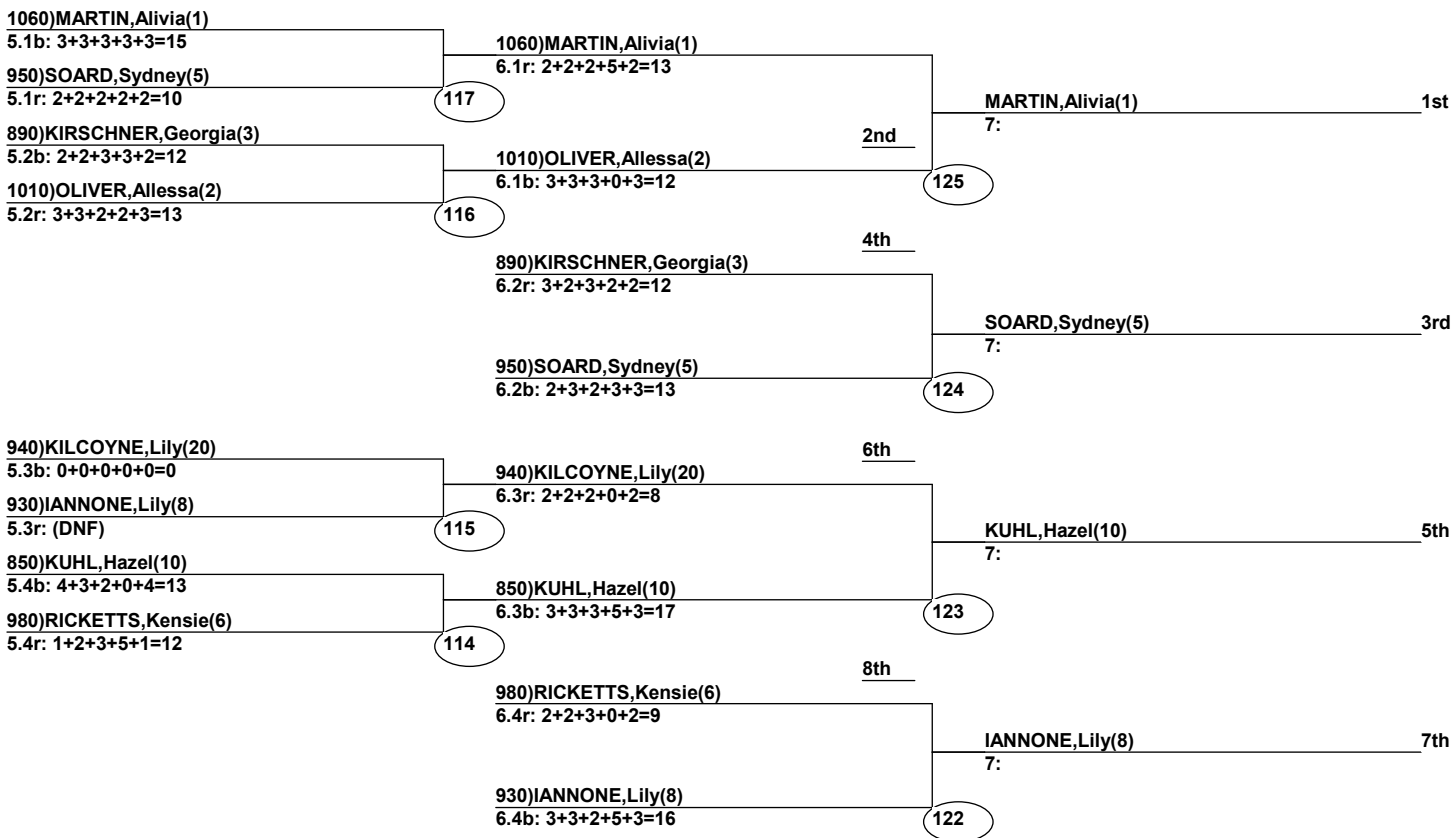 1060)MARTIN,Alivia(1)
5.1b: 3+3+3+3+3=15
950)SOARD,Sydney(5)
5.1r: 2+2+2+2+2=10
117
890)KIRSCHNER,Georgia(3)
5.2b: 2+2+3+3+2=12
1010)OLIVER,Allessa(2)
5.2r: 3+3+2+2+3=13
116
1060)MARTIN,Alivia(1)
6.1r: 2+2+2+5+2=13
1010)OLIVER,Allessa(2)
6.1b: 3+3+3+0+3=12
2nd
125
MARTIN,Alivia(1) 1st
7:
4th
890)KIRSCHNER,Georgia(3)
6.2r: 3+2+3+2+2=12
950)SOARD,Sydney(5)
6.2b: 2+3+2+3+3=13
124
SOARD,Sydney(5) 3rd
7:
940)KILCOYNE,Lily(20)
5.3b: 0+0+0+0+0=0
930)IANNONE,Lily(8)
5.3r: (DNF)
115
850)KUHL,Hazel(10)
5.4b: 4+3+2+0+4=13
980)RICKETTS,Kensie(6)
5.4r: 1+2+3+5+1=12
114
6th
940)KILCOYNE,Lily(20)
6.3r: 2+2+2+0+2=8
850)KUHL,Hazel(10)
6.3b: 3+3+3+5+3=17
123
KUHL,Hazel(10) 5th
7:
8th
980)RICKETTS,Kensie(6)
6.4r: 2+2+3+0+2=9
930)IANNONE,Lily(8)
6.4b: 3+3+2+5+3=16
122
IANNONE,Lily(8) 7th
7: